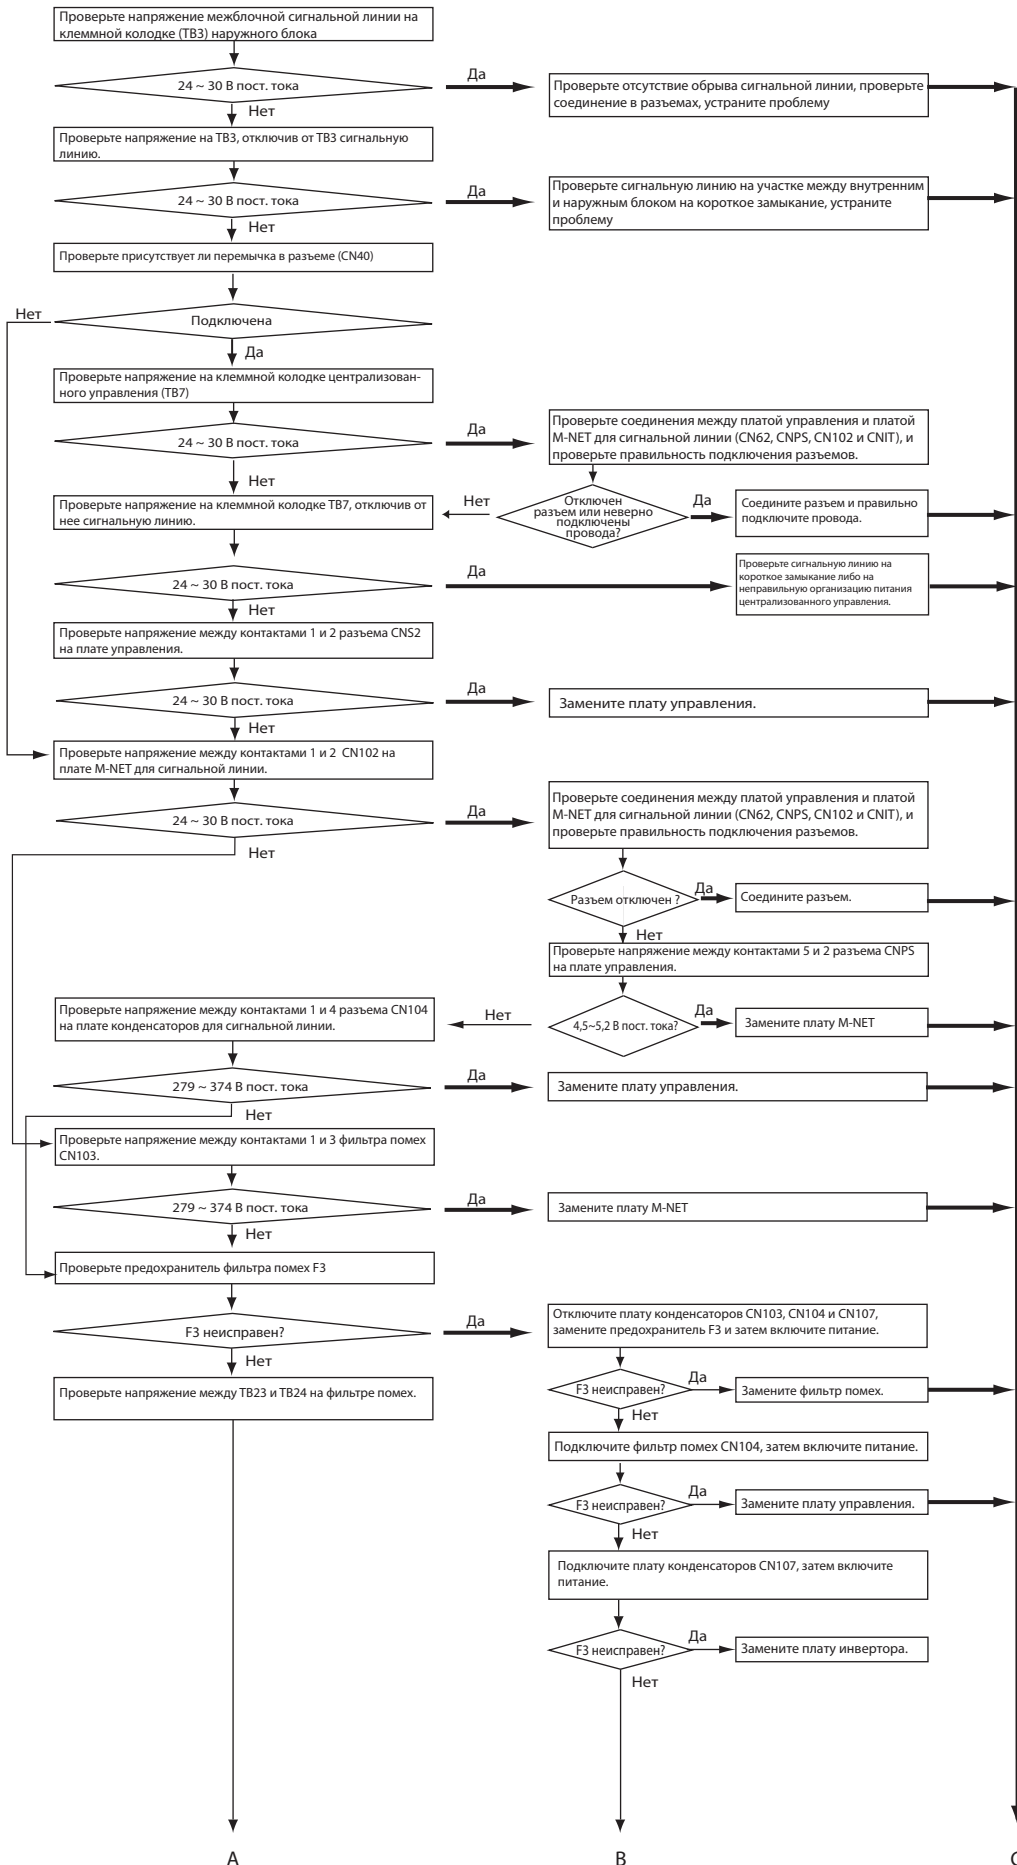 Проверьте напряжение межблочной сигнальной линии на
клеммной колодке (ТВ3) наружного блока
24 ~ 30 В пост. тока
Да
Проверьте отсутствие обрыва сигнальной линии, проверьте
соединение в разъемах, устраните проблему
Нет
Проверьте напряжение на ТВ3, отключив от ТВ3 сигнальную
линию.
24 ~ 30 В пост. тока
Да
Проверьте сигнальную линию на участке между внутренним
и наружным блоком на короткое замыкание, устраните
проблему
Нет
Проверьте присутствует ли перемычка в разъеме (CN40)
Нет
Подключена
Да
Проверьте напряжение на клеммной колодке централизован-
ного управления (ТВ7)
24 ~ 30 В пост. тока
Да
Проверьте соединения между платой управления и платой
M-NET для сигнальной линии (CN62, CNPS, CN102 и CNIT), и
проверьте правильность подключения разъемов.
Нет
Проверьте напряжение на клеммной колодке ТВ7, отключив от
нее сигнальную линию.
Нет
Отключен
разъем или неверно
подключены
провода?
Да
Соедините разъем и правильно
подключите провода.
24 ~ 30 В пост. тока
Да
Проверьте сигнальную линию на
короткое замыкание либо на
неправильную организацию питания
централизованного управления.
Нет
Проверьте напряжение между контактами 1 и 2 разъема CNS2
на плате управления.
24 ~ 30 В пост. тока
Да
Замените плату управления.
Нет
Проверьте напряжение между контактами 1 и 2 CN102 на
плате M-NET для сигнальной линии.
24 ~ 30 В пост. тока
Да
Проверьте соединения между платой управления и платой
M-NET для сигнальной линии (CN62, CNPS, CN102 и CNIT), и
проверьте правильность подключения разъемов.
Нет
Разъем отключен ?
Да
Соедините разъем.
Нет
Проверьте напряжение между контактами 5 и 2 разъема CNPS
на плате управления.
Проверьте напряжение между контактами 1 и 4 разъема CN104
на плате конденсаторов для сигнальной линии.
Нет
4,5~5,2 В пост. тока?
Да
Замените плату M-NET
279 ~ 374 В пост. тока
Да
Замените плату управления.
Нет
Проверьте напряжение между контактами 1 и 3 фильтра помех
CN103.
279 ~ 374 В пост. тока
Да
Замените плату M-NET
Нет
Проверьте предохранитель фильтра помех F3
F3 неисправен?
Да
Отключите плату конденсаторов CN103, CN104 и CN107,
замените предохранитель F3 и затем включите питание.
Нет
Проверьте напряжение между ТВ23 и ТВ24 на фильтре помех.
F3 неисправен?
Да
Замените фильтр помех.
Нет
Подключите фильтр помех CN104, затем включите питание.
F3 неисправен?
Да
Замените плату управления.
Нет
Подключите плату конденсаторов CN107, затем включите
питание.
F3 неисправен?
Да
Замените плату инвертора.
Нет
A
B